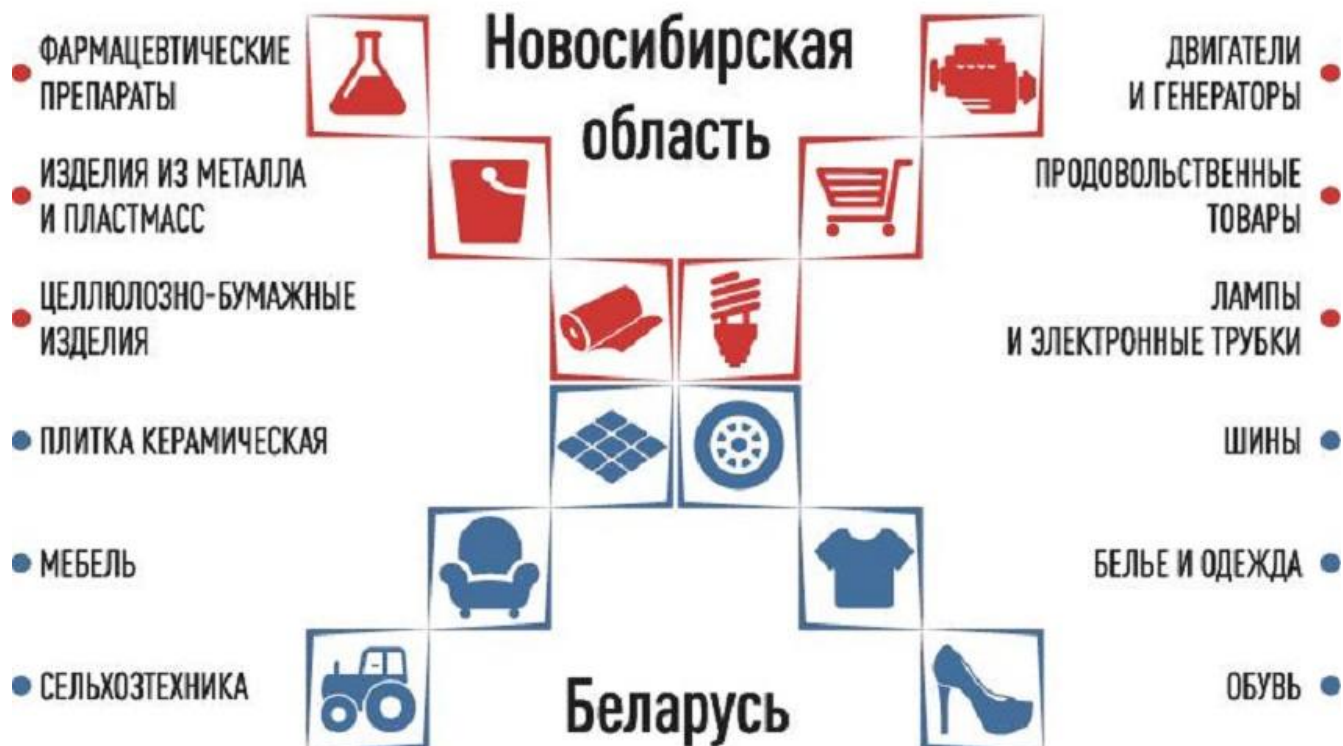 Новосибирская
область
ФАРМАЦЕВТИЧЕСКИЕ
ПРЕПАРАТЫ
ИЗДЕЛИЯ ИЗ МЕТАЛЛА
И ПЛАСТМАСС
ЦЕЛЛЮЛОЗНО-БУМАЖНЫЕ
ИЗДЕЛИЯ
ДВИГАТЕЛИ
И ГЕНЕРАТОРЫ
ПРОДОВОЛЬСТВЕННЫЕ
ТОВАРЫ
ЛАМПЫ
И ЭЛЕКТРОННЫЕ ТРУБКИ
ПЛИТКА КЕРАМИЧЕСКАЯ
МЕБЕЛЬ
СЕЛЬХОЗТЕХНИКА
ШИНЫ
БЕЛЬЕ И ОДЕЖДА
ОБУВЬ
Беларусь